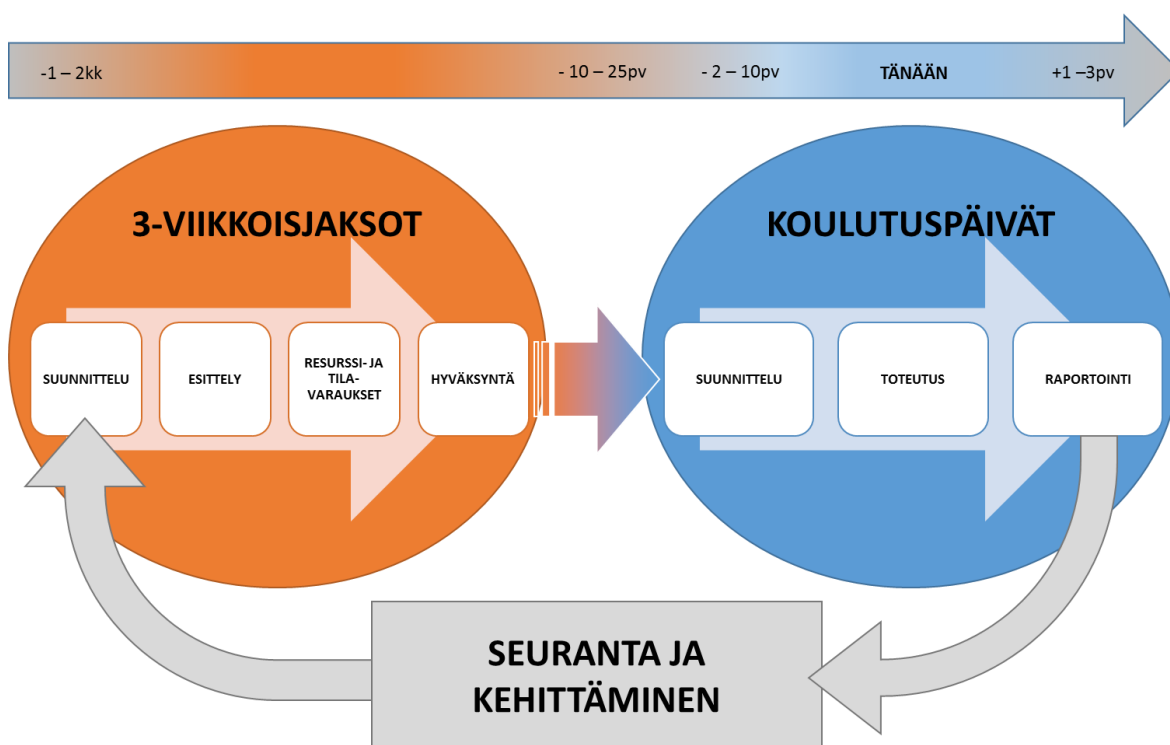 -1 – 2kk
- 10 – 25pv
- 2 – 10pv
TÄNÄÄN
+1 –3pv
3-VIIKKOISJAKSOT
SUUNNITTELU
ESITTELY
RESURSSI- JA
TILA-
VARAUKSET
HYVÄKSYNTÄ
KOULUTUSPÄIVÄT
SUUNNITTELU
TOTEUTUS
RAPORTOINTI
SEURANTA JA
KEHITTÄMINEN